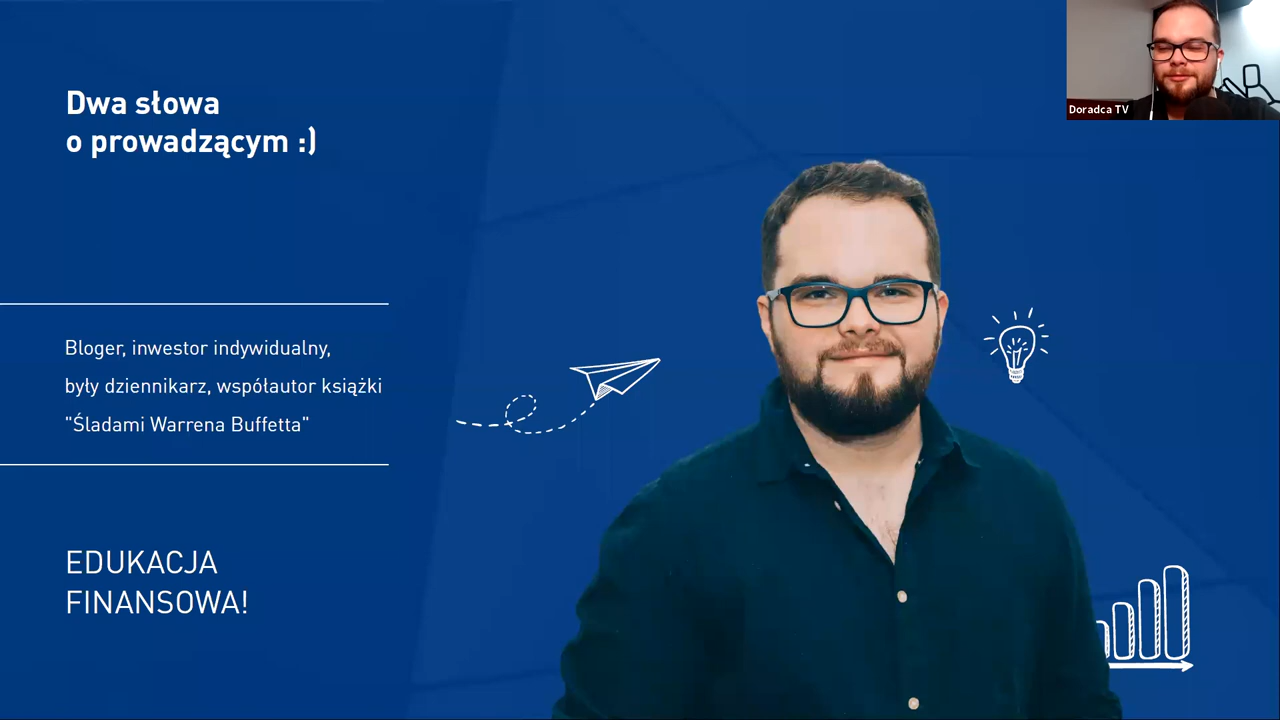 Dwa słowa
o prowadzącym :)
Doradca TV
Bloger, inwestor indywidualny,
były dziennikarz, współautor książki
"Śladami Warrena Buffetta"
EDUKACJA
FINANSOWA!